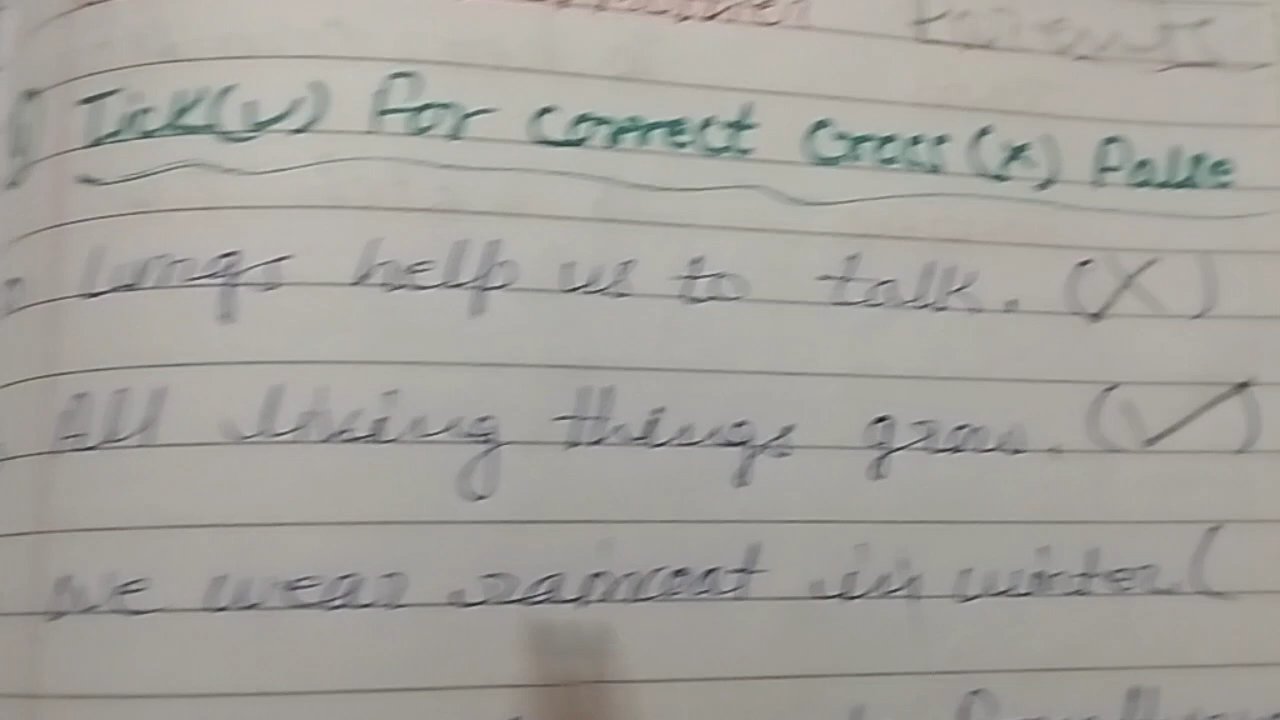 Tick(✓) for correct cross (x) false
lungs help us to talk. (X)
All living things grow. (✓)
we wear raincoat in winter (